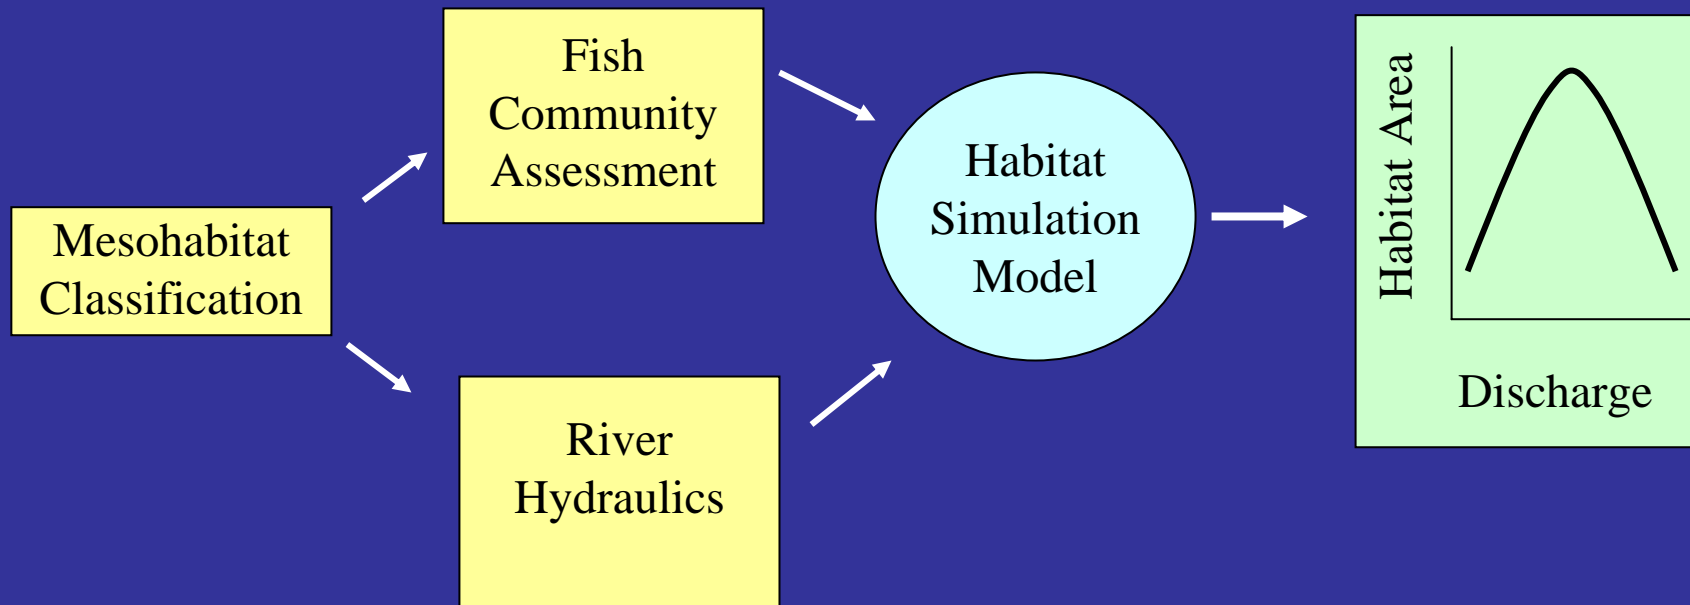 Mesohabitat
Classification
Fish
Community
Assessment
River
Hydraulics
Habitat
Simulation
Model
Habitat Area
Discharge